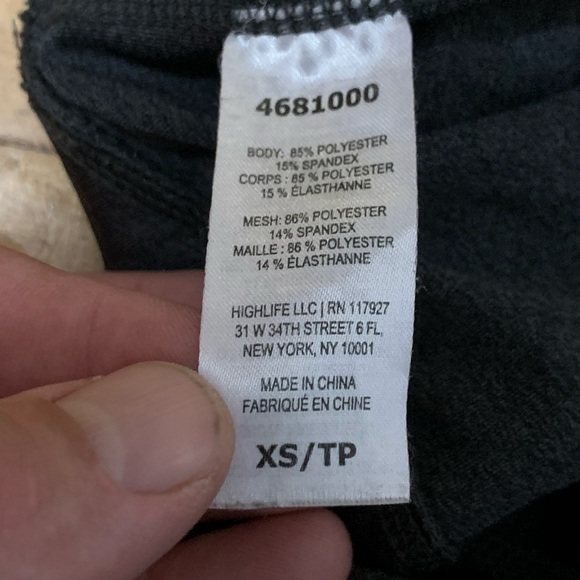 4681000
BODY: 85% POLYESTER
15% SPANDEX
CORPS : 85 % POLYESTER
15 % ÉLASTHANNE
MESH: 86% POLYESTER
14% SPANDEX
MAILLE : 86 % POLYESTER
14 % ÉLASTHANNE
HIGHLIFE LLC | RN 117927
31 W 34TH STREET 6 FL,
NEW YORK, NY 10001
MADE IN CHINA
FABRIQUÉ EN CHINE
XS/TP